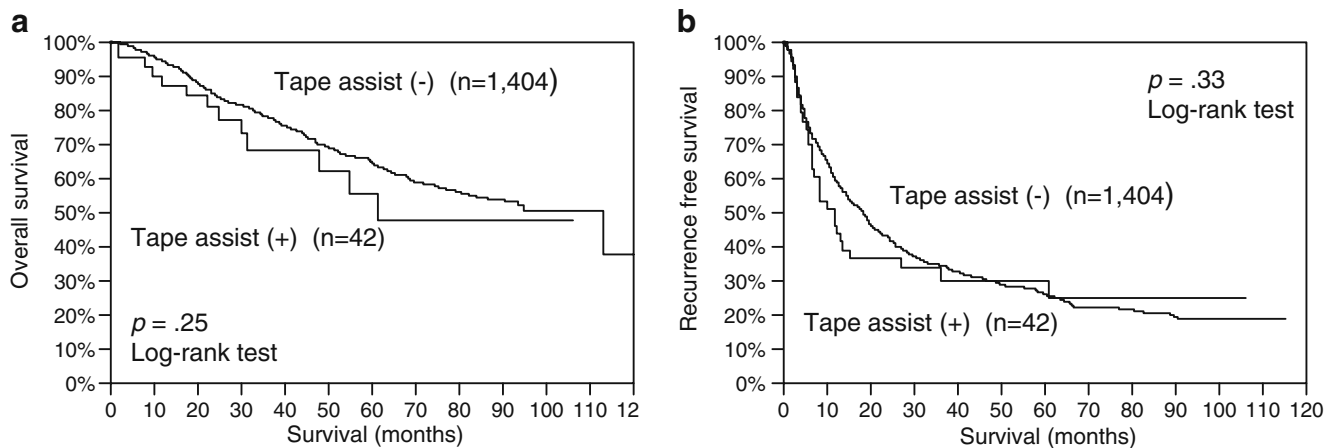 a
100%
90%
80%
70%
60%
50%
40%
30%
20%
10%
0%
Overall survival
Tape assist (-) (n=1,404)
Tape assist (+) (n=42)
p = .25
Log-rank test
0 10 20 30 40 50 60 70 80 90 100 110 12
Survival (months)
b
100%
90%
80%
70%
60%
50%
40%
30%
20%
10%
0%
Recurrence free survival
p = .33
Log-rank test
Tape assist (-) (n=1,404)
Tape assist (+) (n=42)
0 10 20 30 40 50 60 70 80 90 100 110 120
Survival (months)